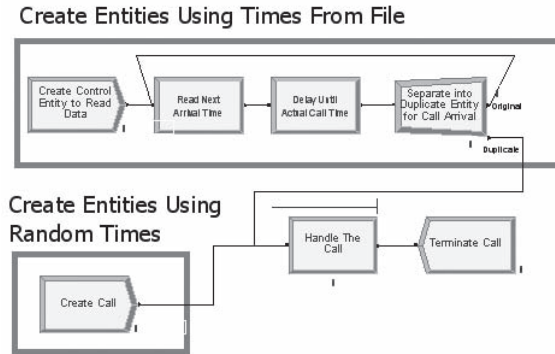 Create Entities Using Times From File
Create Control
Entity to Read
Data
Read Next
Arrival Time
Delay Until
Actual Call Time
Separate into
Duplicate Entity
for Call Arrival
Original
Duplicate
Create Entities Using
Random Times
Handle The
Call
Terminate Call
Create Call